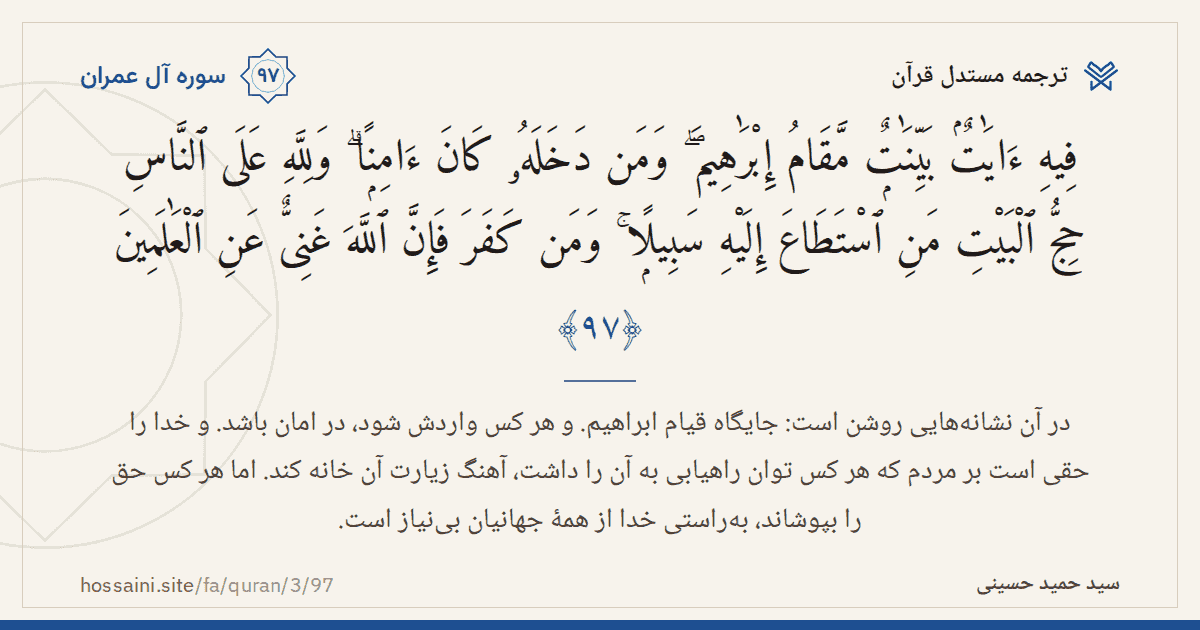 ترجمه مستدل قرآن
۹۷ سوره آل عمران
فِيهِ ءَايَٰتٌۢ بَيِّنَٰتٌۭ مَّقَامُ إِبْرَٰهِيمَ ۖ وَمَن دَخَلَهُۥ كَانَ ءَامِنًۭا ۗ وَلِلَّهِ عَلَى ٱلنَّاسِ
حِجُّ ٱلْبَيْتِ مَنِ ٱسْتَطَاعَ إِلَيْهِ سَبِيلًۭا ۚ وَمَن كَفَرَ فَإِنَّ ٱللَّهَ غَنِىٌّ عَنِ ٱلْعَٰلَمِينَ
﴿۹۷﴾
در آن نشانه‌هایی روشن است: جایگاه قیام ابراهیم. و هر کس واردش شود، در امان باشد. و خدا را
حقی است بر مردم که هر کس توان راهیابی به آن را داشت، آهنگ زیارت آن خانه کند. اما هر کس حق
را بپوشاند، به‌راستی خدا از همهٔ جهانیان بی‌نیاز است.
سید حمید حسینی
hossaini.site/fa/quran/3/97